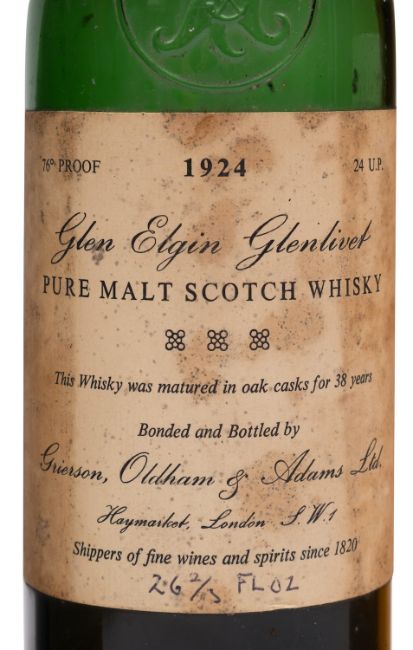 76° PROOF 1924 24 U.P.
Glen Elgin Glenlivet
PURE MALT SCOTCH WHISKY
This Whisky was matured in oak casks for 38 years
Bonded and Bottled by
Grierson, Oldham & Adams Ltd.
Haymarket, London S.W.1
Shippers of fine wines and spirits since 1820
26 2/3 FL OZ